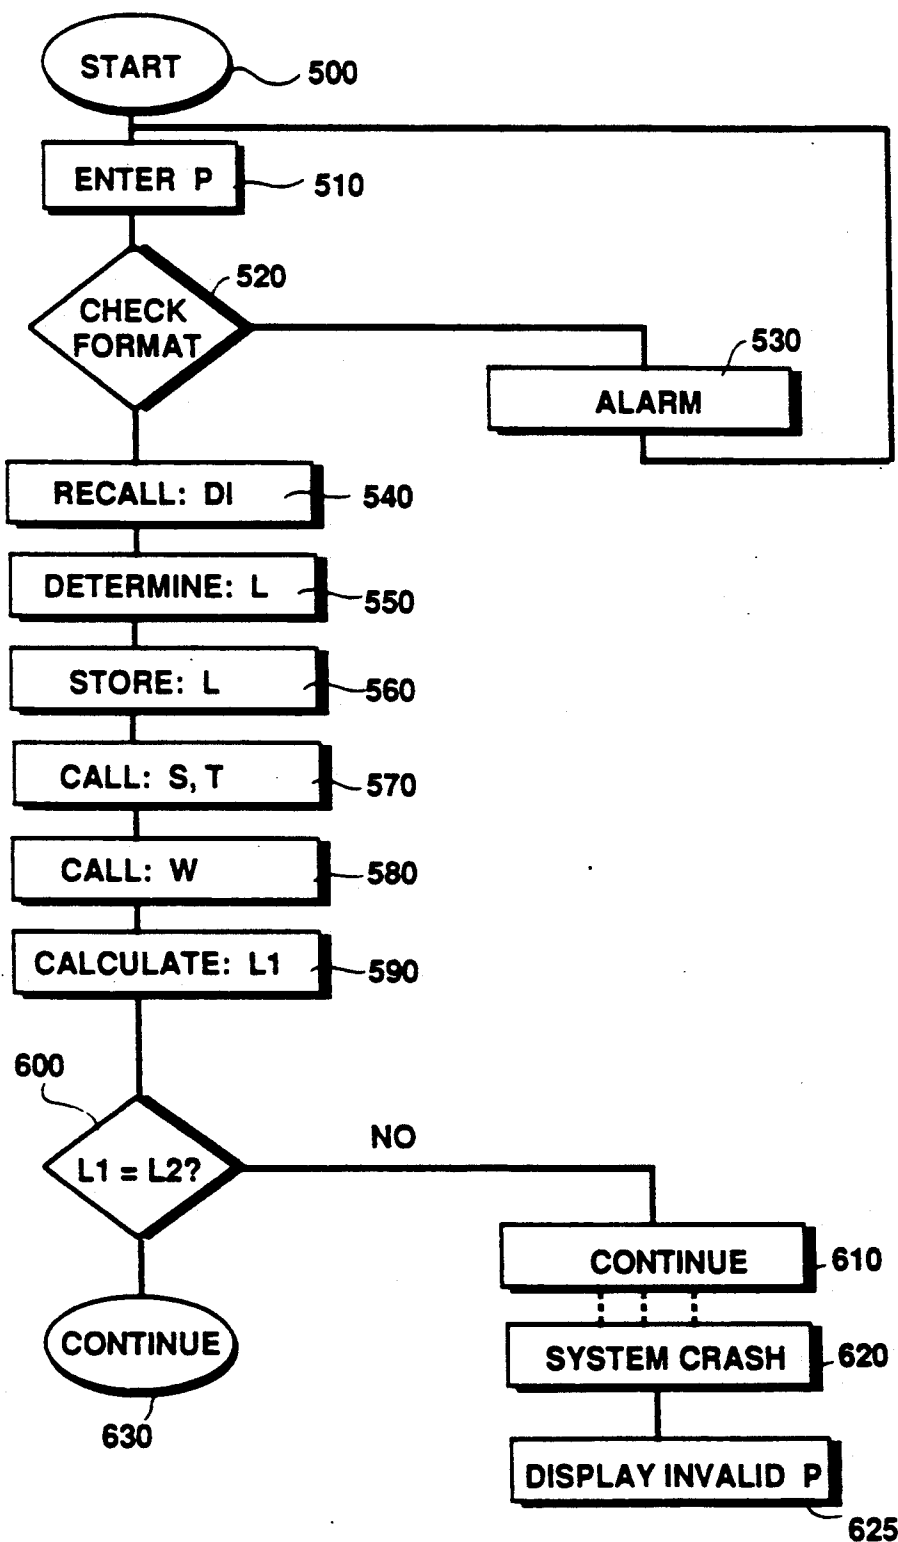 START
500
ENTER P
510
520
CHECK
FORMAT
530
ALARM
RECALL: DI
540
DETERMINE: L
550
STORE: L
560
CALL: S, T
570
CALL: W
580
CALCULATE: L1
590
600
NO
L1 = L2?
CONTINUE
610
CONTINUE
630
SYSTEM CRASH
620
DISPLAY INVALID P
625